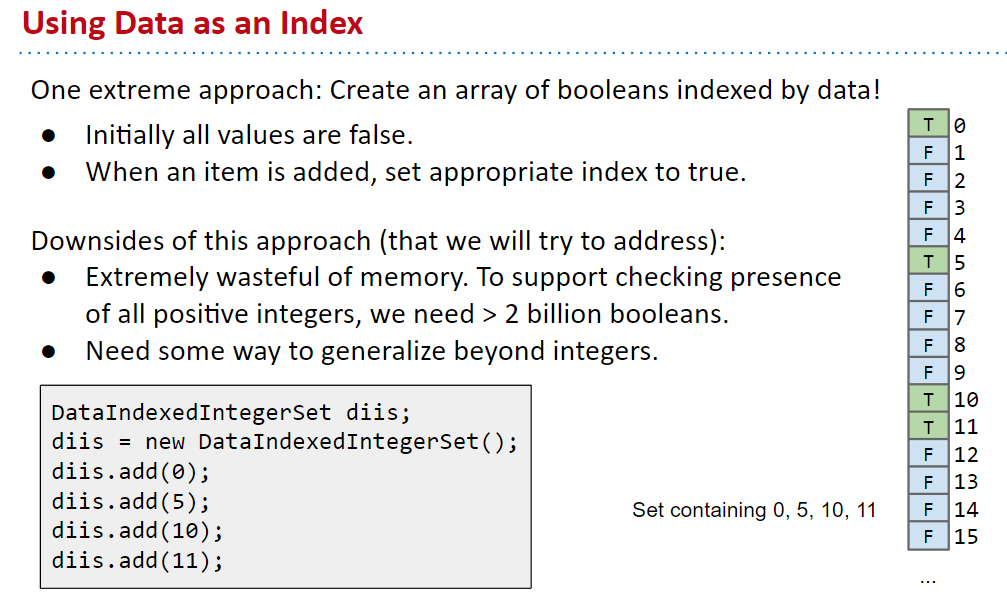 Using Data as an Index
One extreme approach: Create an array of booleans indexed by data!
● Initially all values are false.
● When an item is added, set appropriate index to true.
Downsides of this approach (that we will try to address):
● Extremely wasteful of memory. To support checking presence
of all positive integers, we need > 2 billion booleans.
● Need some way to generalize beyond integers.
DataIndexedIntegerSet diis;
diis = new DataIndexedIntegerSet();
diis.add(0);
diis.add(5);
diis.add(10);
diis.add(11);
Set containing 0, 5, 10, 11
T 0
F 1
F 2
F 3
F 4
T 5
F 6
F 7
F 8
F 9
T 10
T 11
F 12
F 13
F 14
F 15
...